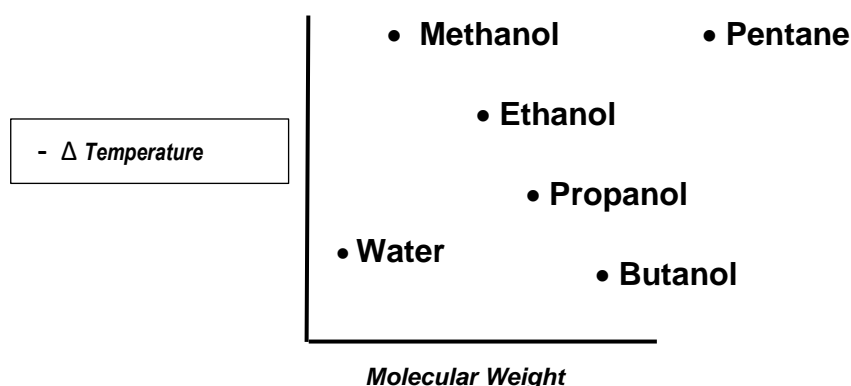 • Methanol
• Pentane
• Ethanol
- Δ Temperature
• Propanol
• Water
• Butanol
Molecular Weight